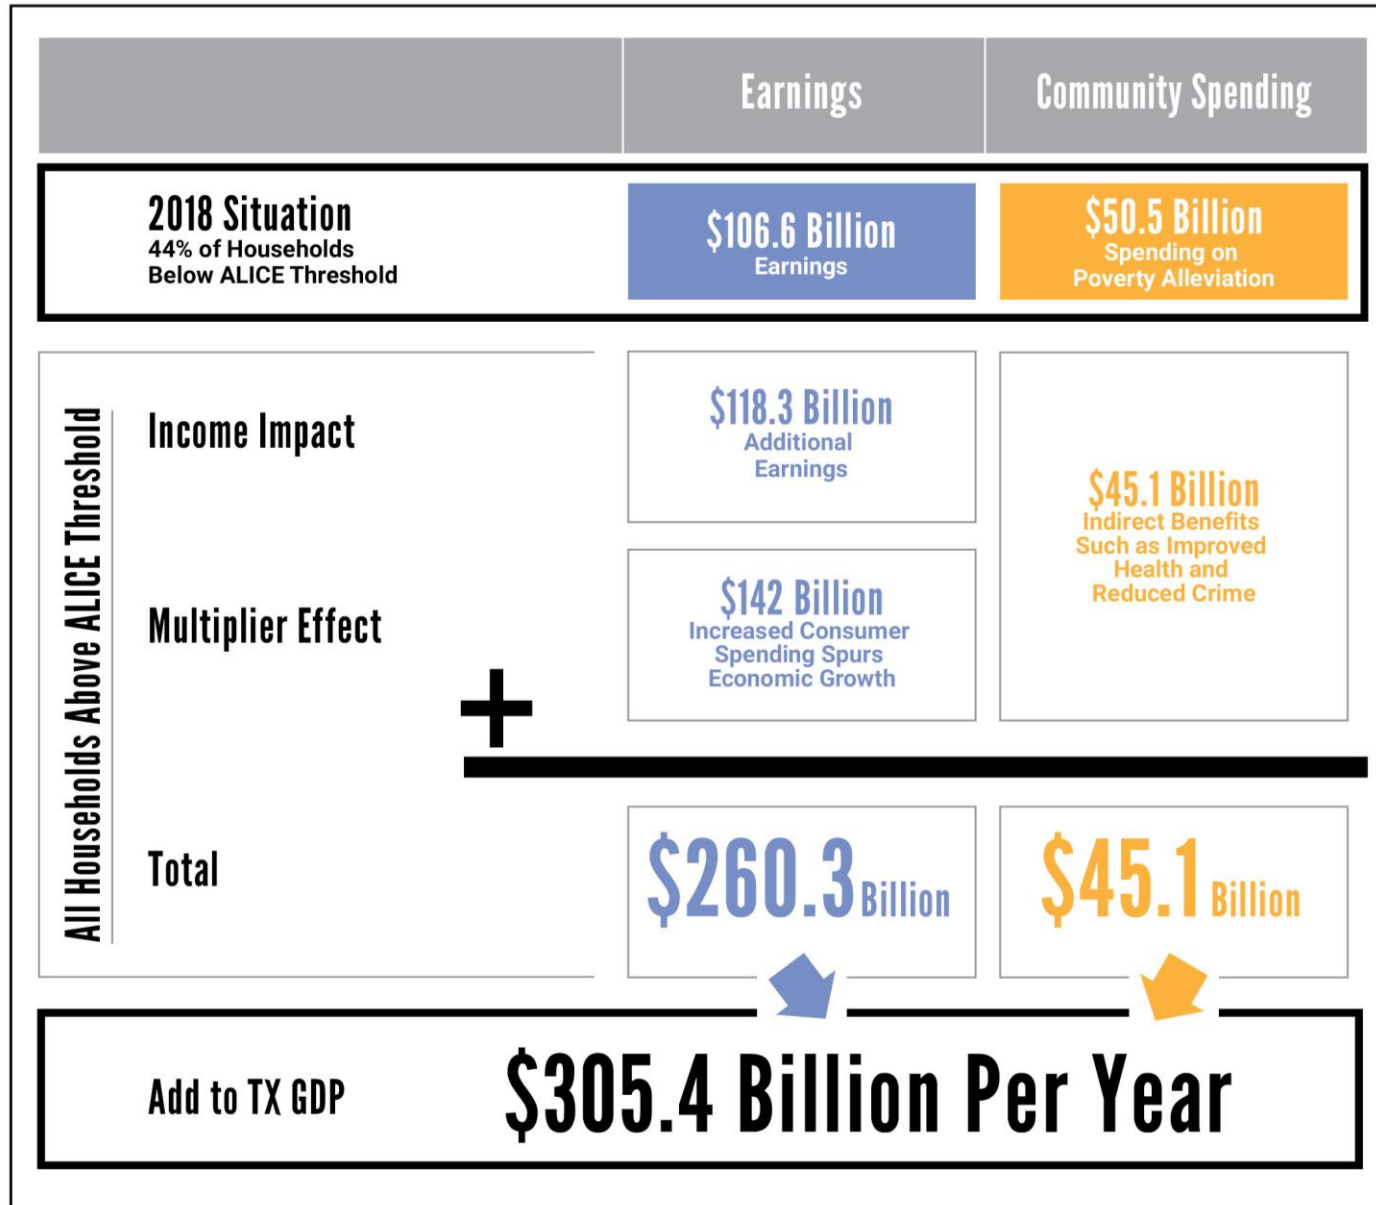 Earnings
Community Spending
2018 Situation
44% of Households
Below ALICE Threshold
$106.6 Billion
Earnings
$50.5 Billion
Spending on
Poverty Alleviation
All Households Above ALICE Threshold
Income Impact
$118.3 Billion
Additional
Earnings
$45.1 Billion
Indirect Benefits
Such as Improved
Health and
Reduced Crime
Multiplier Effect
$142 Billion
Increased Consumer
Spending Spurs
Economic Growth
+
Total
$260.3 Billion
$45.1 Billion
Add to TX GDP
$305.4 Billion Per Year